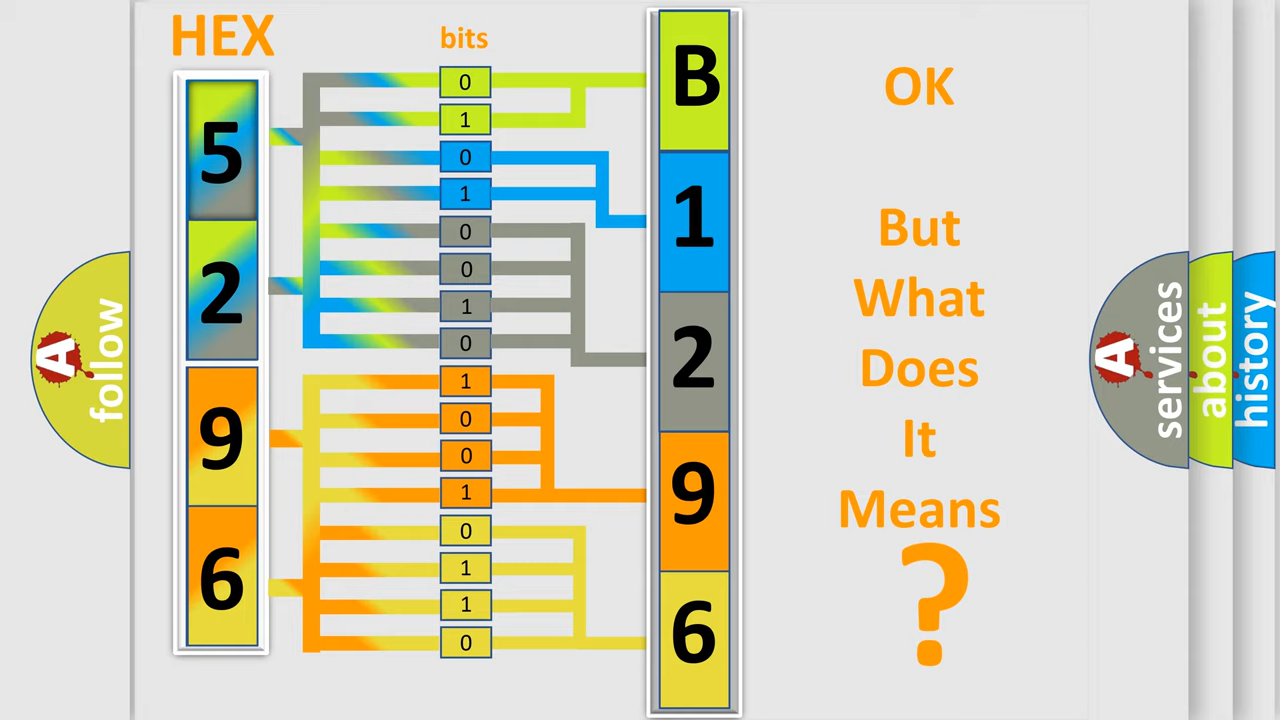 HEX
bits
5
2
9
6
0
1
0
1
0
0
1
0
1
0
0
1
0
1
1
0
B
1
2
9
6
OK
But
What
Does
It
Means
?
A
follow
A
services
about
history